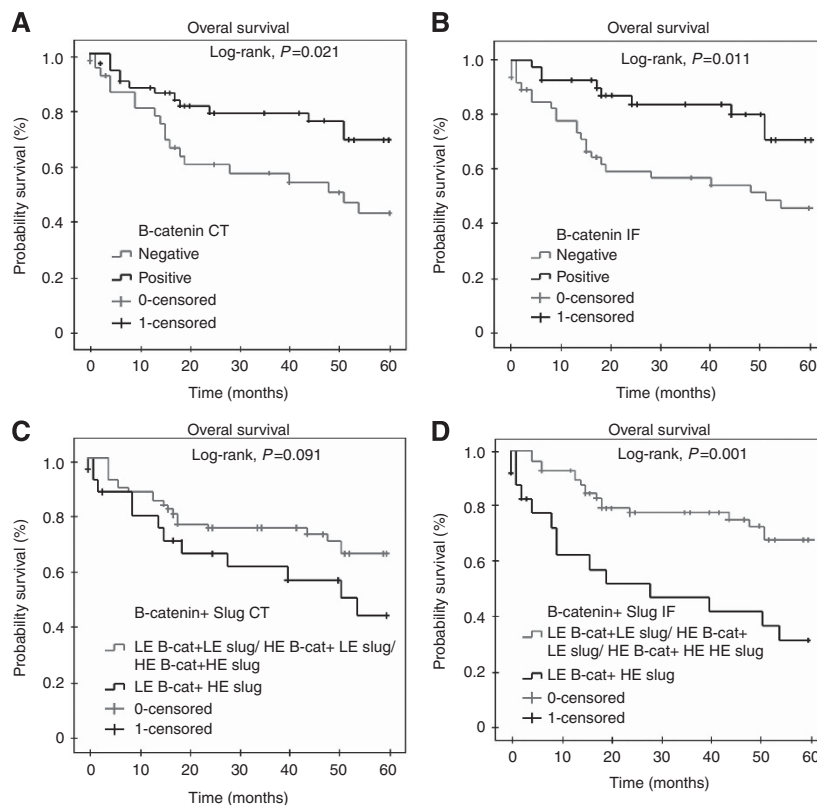 A
Overal survival
Log-rank, P=0.021
1.0
0.8
0.6
0.4
0.2
0
Probability survival (%)
B-catenin CT
Negative
Positive
0-censored
1-censored
0 10 20 30 40 50 60
Time (months)
B
Overal survival
Log-rank, P=0.011
1.0
0.8
0.6
0.4
0.2
0
Probability survival (%)
B-catenin IF
Negative
Positive
0-censored
1-censored
0 10 20 30 40 50 60
Time (months)
C
Overal survival
Log-rank, P=0.091
1.0
0.8
0.6
0.4
0.2
0
Probability survival (%)
B-catenin+ Slug CT
LE B-cat+LE slug/ HE B-cat+ LE slug/
HE B-cat+HE slug
LE B-cat+ HE slug
0-censored
1-censored
0 10 20 30 40 50 60
Time (months)
D
Overal survival
Log-rank, P=0.001
1.0
0.8
0.6
0.4
0.2
0
Probability survival (%)
B-catenin+ Slug IF
LE B-cat+LE slug/ HE B-cat+
LE slug/ HE B-cat+ HE HE slug
LE B-cat+ HE slug
0-censored
1-censored
0 10 20 30 40 50 60
Time (months)